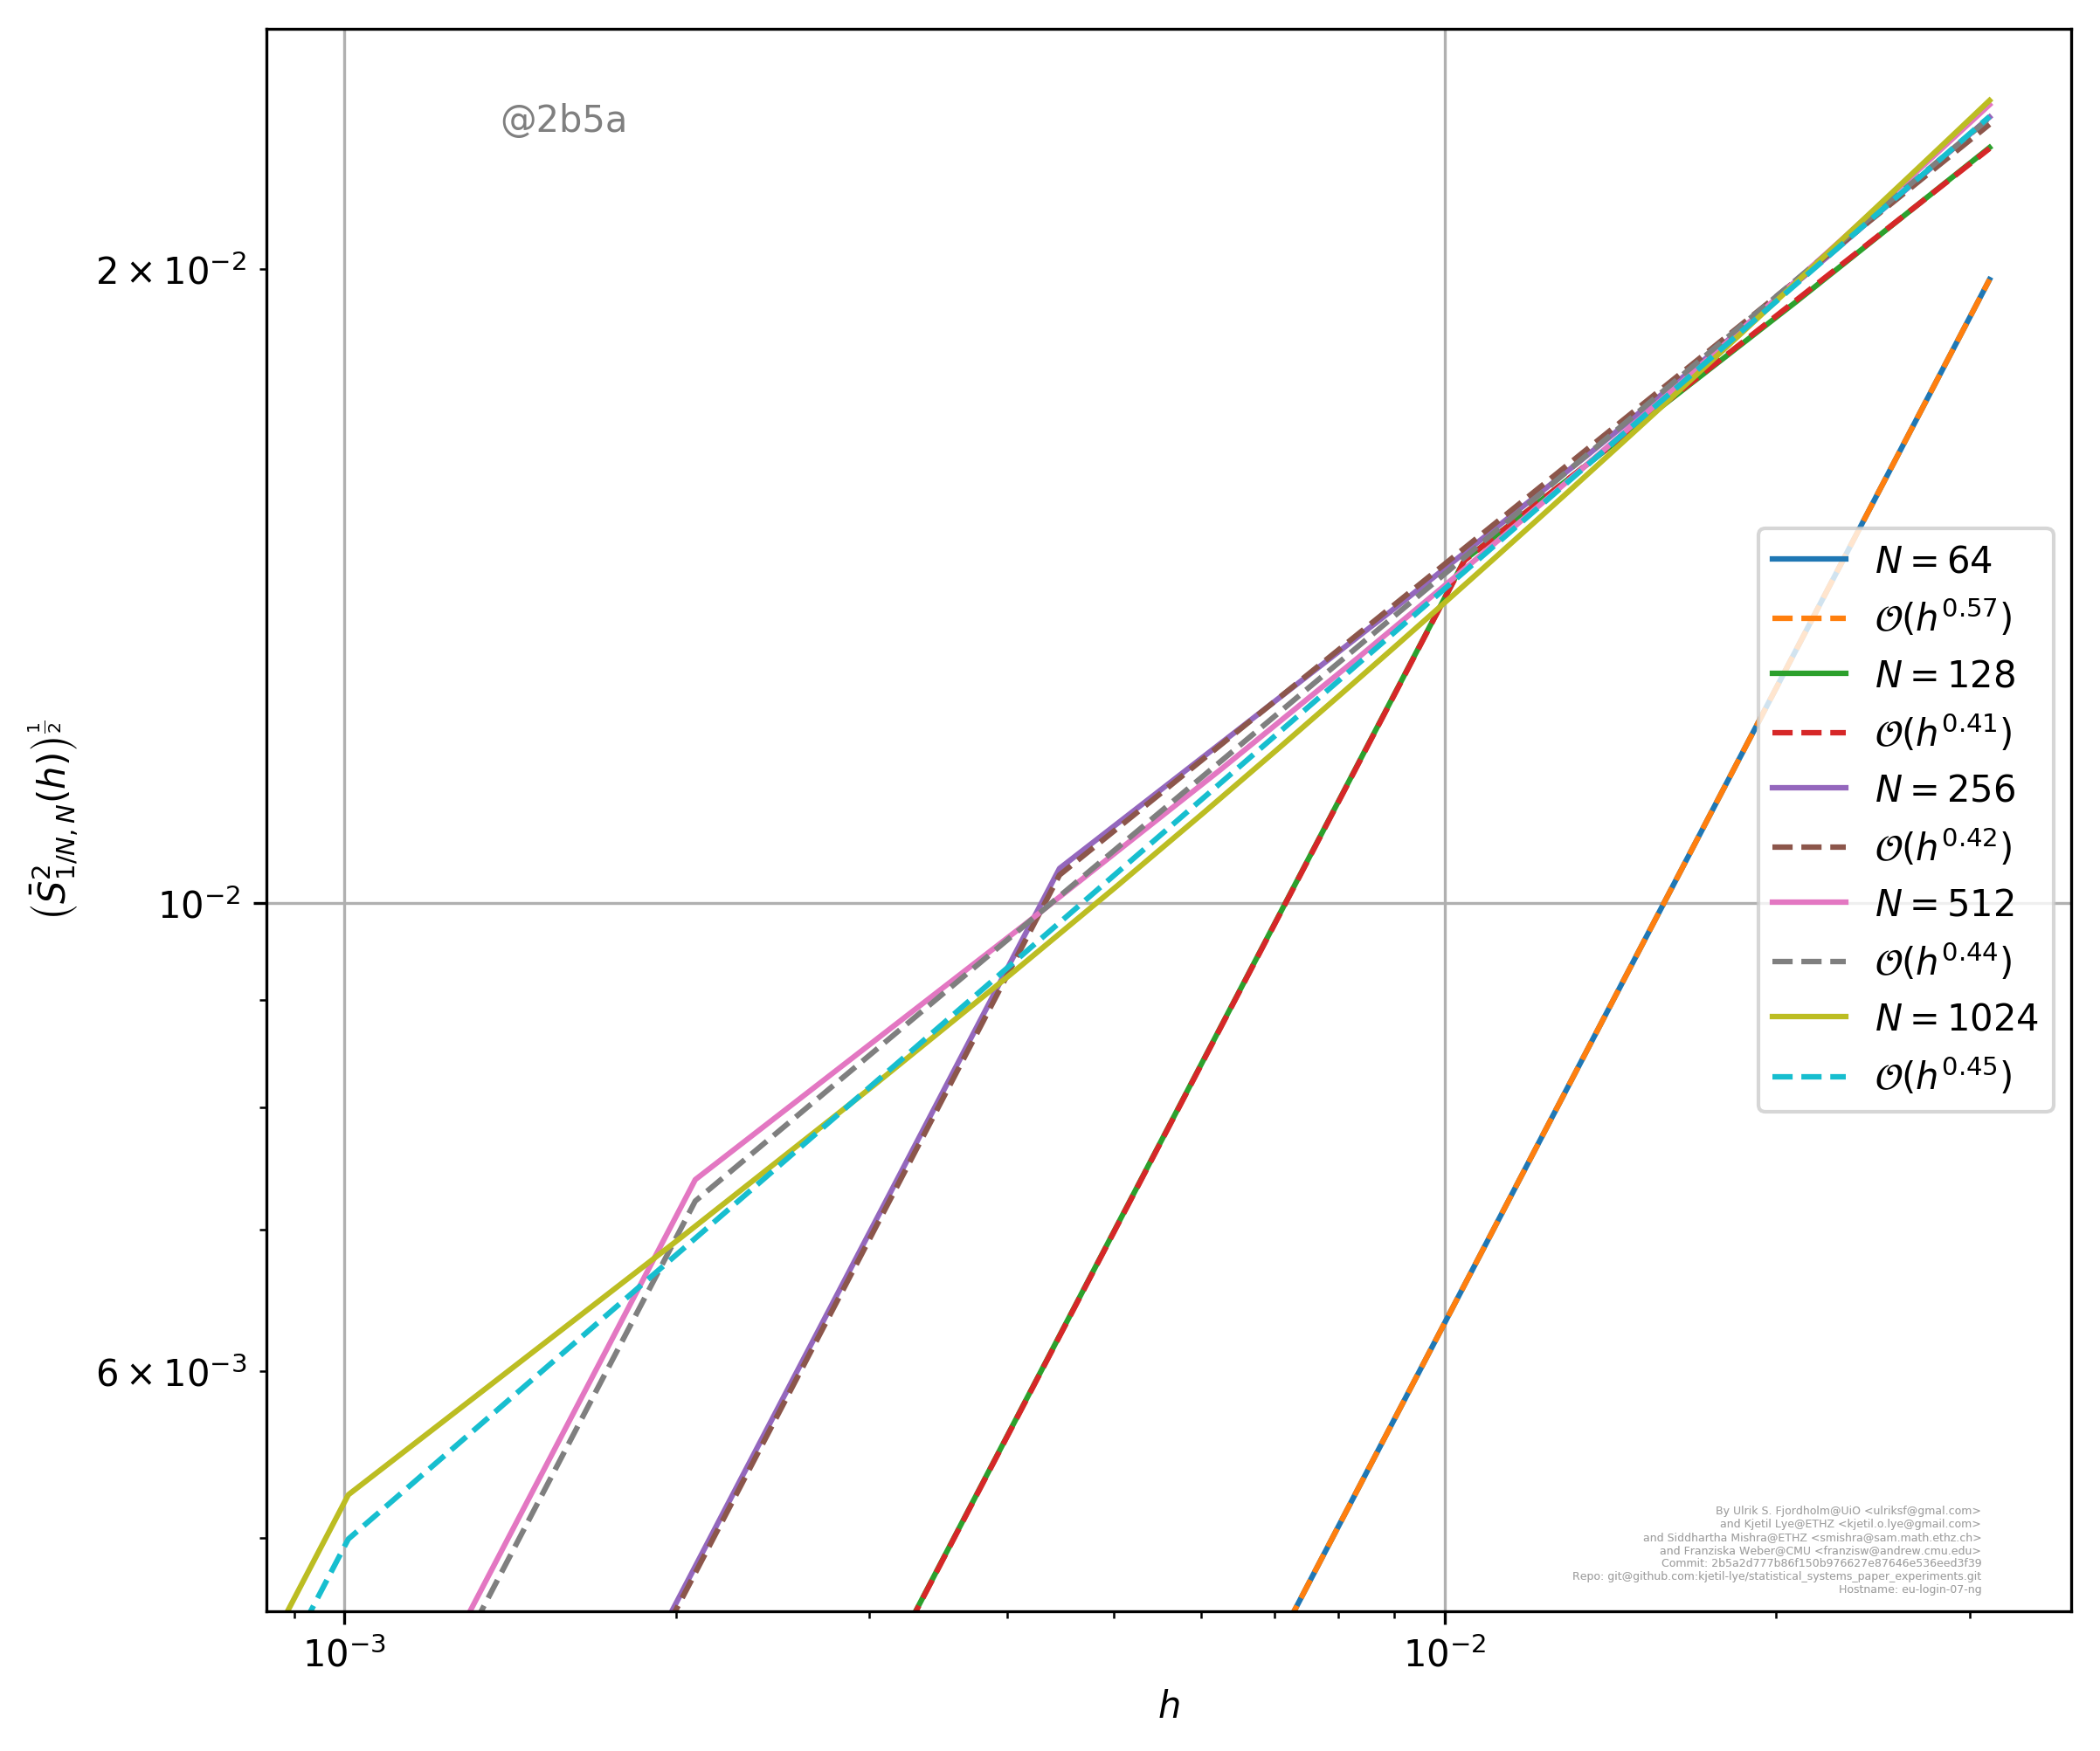 @2b5a
2 × 10⁻²
10⁻²
6 × 10⁻³
(S̄²₁/N, N(h))^½
10⁻³
10⁻²
h
N = 64
𝒪(h^0.57)
N = 128
𝒪(h^0.41)
N = 256
𝒪(h^0.42)
N = 512
𝒪(h^0.44)
N = 1024
𝒪(h^0.45)
By Ulrik S. Fjordholm@UiO <ulriksf@gmal.com>
and Kjetil Lye@ETHZ <kjetil.o.lye@gmail.com>
and Siddhartha Mishra@ETHZ <smishra@sam.math.ethz.ch>
and Franziska Weber@CMU <franzisw@andrew.cmu.edu>
Commit: 2b5a2d777b86f150b976627e87646e536eed3f39
Repo: git@github.com:kjetil-lye/statistical_systems_paper_experiments.git
Hostname: eu-login-07-ng